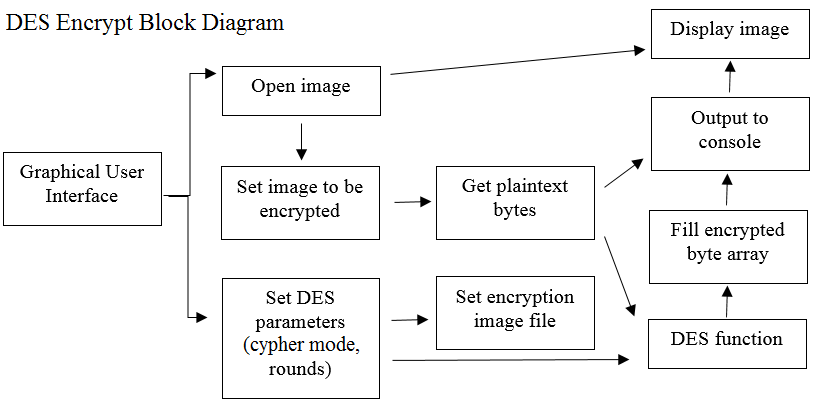 DES Encrypt Block Diagram
Display image
Open image
Output to
console
Graphical User
Interface
Set image to be
encrypted
Get plaintext
bytes
Fill encrypted
byte array
Set DES
parameters
(cypher mode,
rounds)
Set encryption
image file
DES function